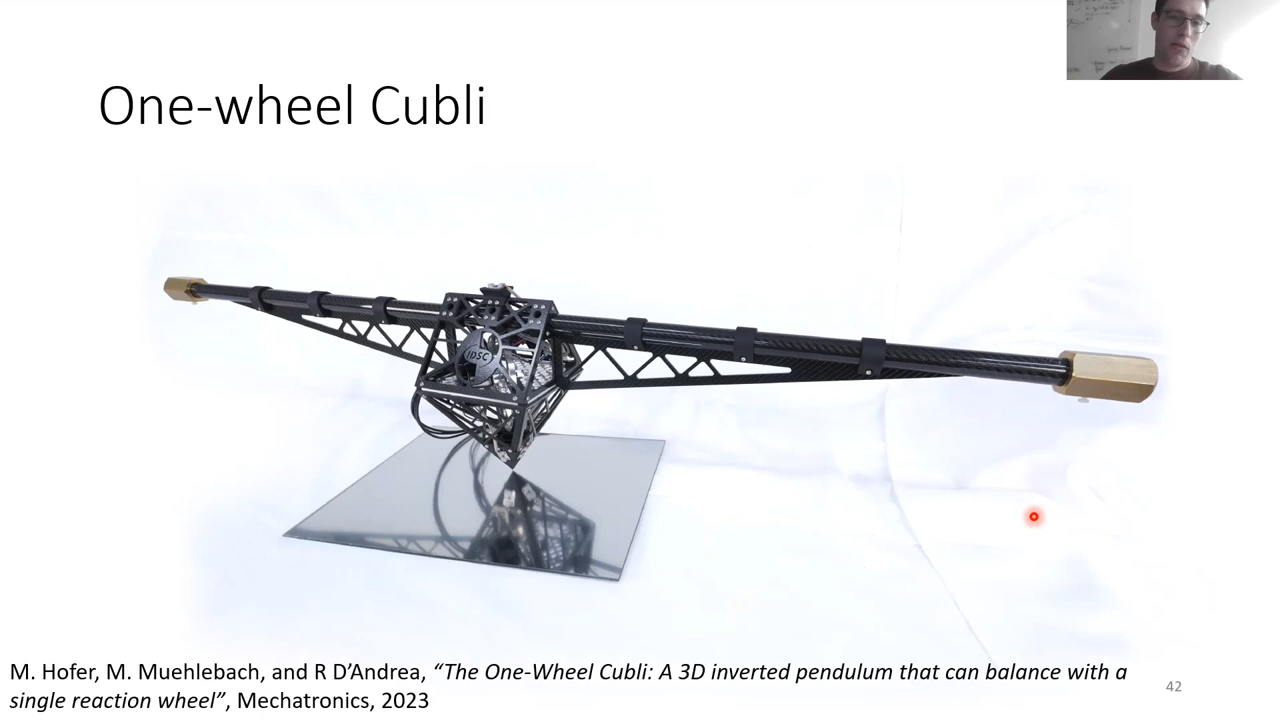 One-wheel Cubli
IDSC
M. Hofer, M. Muehlebach, and R D’Andrea, “The One-Wheel Cubli: A 3D inverted pendulum that can balance with a
single reaction wheel”, Mechatronics, 2023
42